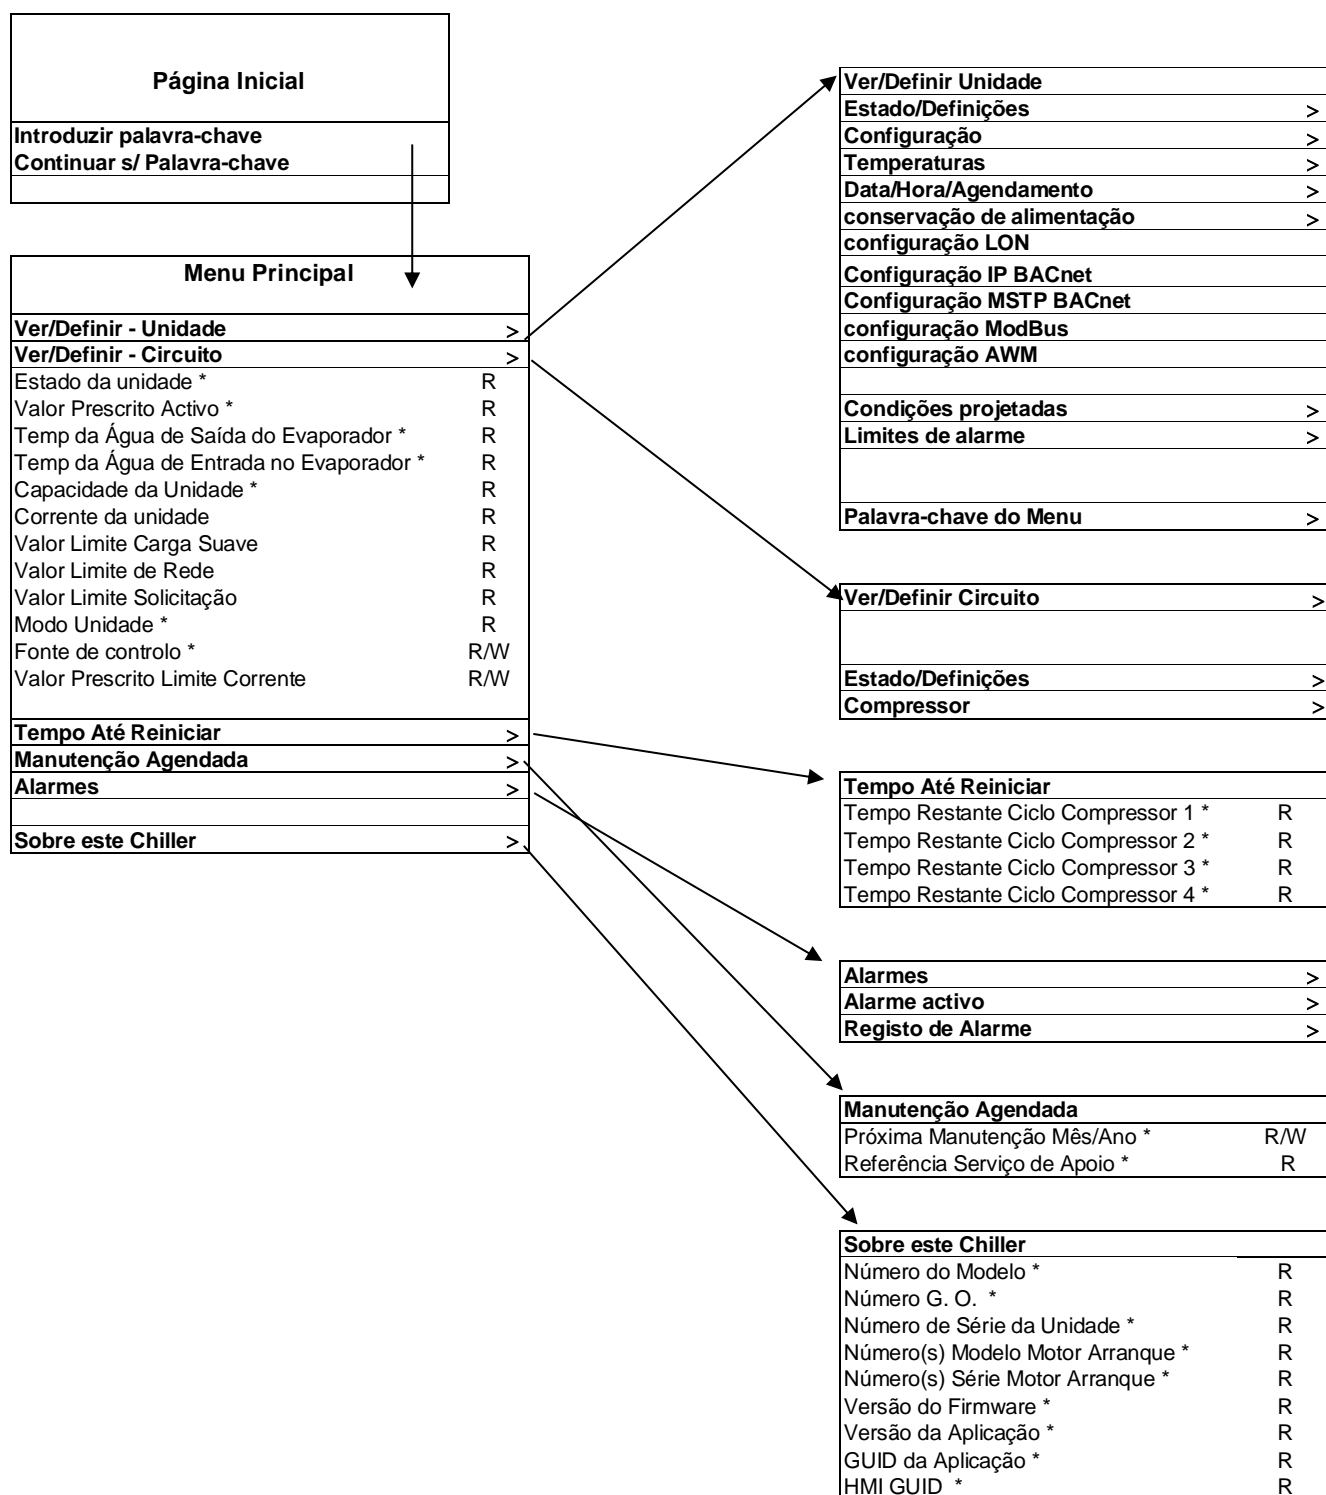 Página Inicial
Introduzir palavra-chave
Continuar s/ Palavra-chave
Menu Principal
Ver/Definir - Unidade >
Ver/Definir - Circuito >
Estado da unidade * R
Valor Prescrito Activo * R
Temp da Água de Saída do Evaporador * R
Temp da Água de Entrada no Evaporador * R
Capacidade da Unidade * R
Corrente da unidade R
Valor Limite Carga Suave R
Valor Limite de Rede R
Valor Limite Solicitação R
Modo Unidade * R
Fonte de controlo * R/W
Valor Prescrito Limite Corrente R/W
Tempo Até Reiniciar >
Manutenção Agendada >
Alarmes >
Sobre este Chiller >
Ver/Definir Unidade
Estado/Definições >
Configuração >
Temperaturas >
Data/Hora/Agendamento >
conservação de alimentação >
configuração LON
Configuração IP BACnet
Configuração MSTP BACnet
configuração ModBus
configuração AWM
Condições projetadas >
Limites de alarme >
Palavra-chave do Menu >
Ver/Definir Circuito >
Estado/Definições >
Compressor >
Tempo Até Reiniciar
Tempo Restante Ciclo Compressor 1 * R
Tempo Restante Ciclo Compressor 2 * R
Tempo Restante Ciclo Compressor 3 * R
Tempo Restante Ciclo Compressor 4 * R
Alarmes >
Alarme activo >
Registo de Alarme >
Manutenção Agendada
Próxima Manutenção Mês/Ano * R/W
Referência Serviço de Apoio * R
Sobre este Chiller
Número do Modelo * R
Número G. O. * R
Número de Série da Unidade * R
Número(s) Modelo Motor Arranque * R
Número(s) Série Motor Arranque * R
Versão do Firmware * R
Versão da Aplicação * R
GUID da Aplicação * R
HMI GUID * R